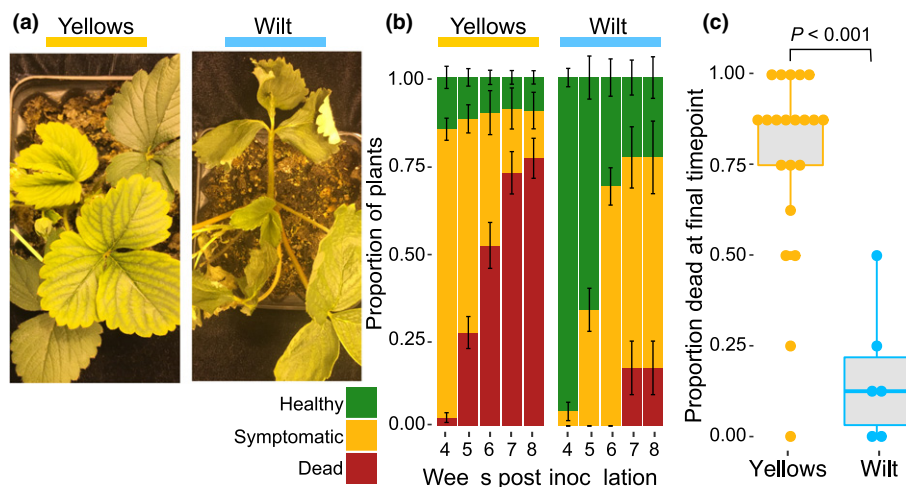 (a)
Yellows
Wilt
(b)
Yellows
Wilt
Proportion of plants
1.00
0.75
0.50
0.25
0.00
4 5 6 7 8 4 5 6 7 8
Wee s post inoc lation
Healthy
Symptomatic
Dead
(c)
P < 0.001
Proportion dead at final timepoint
1.00
0.75
0.50
0.25
0.00
Yellows Wilt